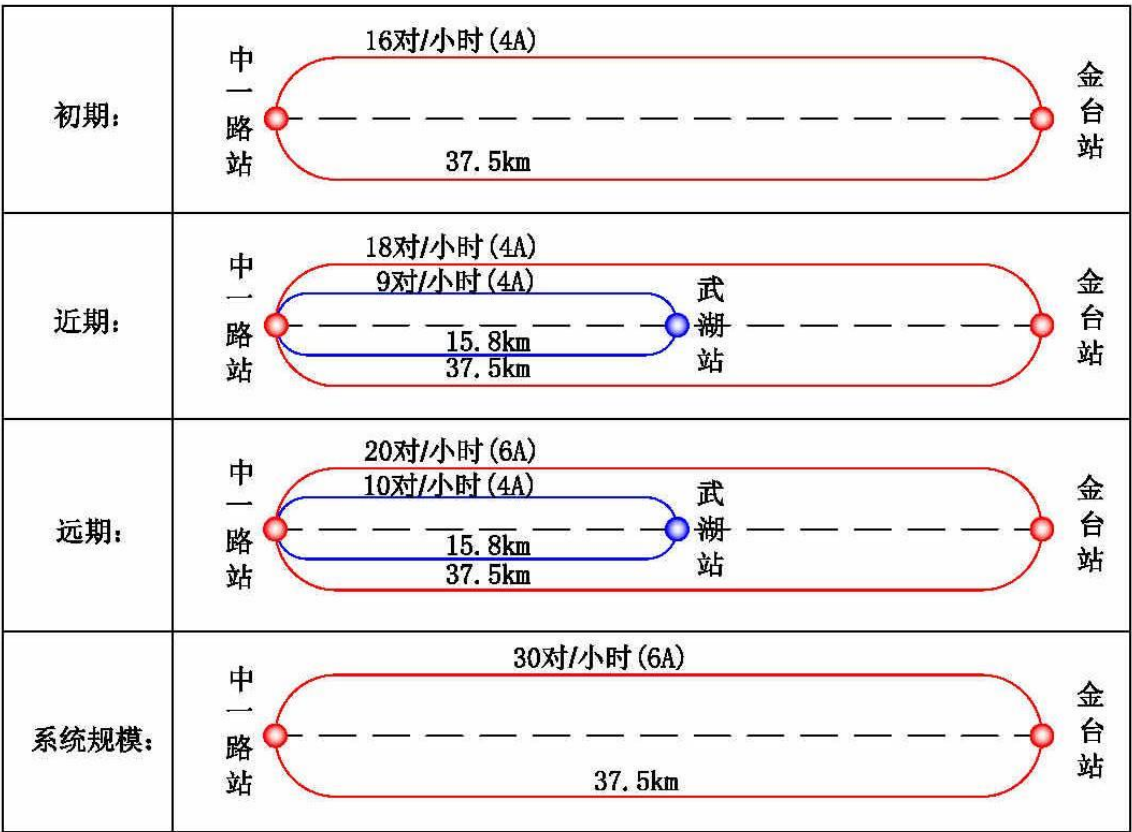 初期：
中一路站
16对/小时(4A)
37.5km
金台站
近期：
中一路站
18对/小时(4A)
9对/小时(4A)
15.8km
37.5km
武湖站
金台站
远期：
中一路站
20对/小时(6A)
10对/小时(4A)
15.8km
37.5km
武湖站
金台站
系统规模：
中一路站
30对/小时(6A)
37.5km
金台站